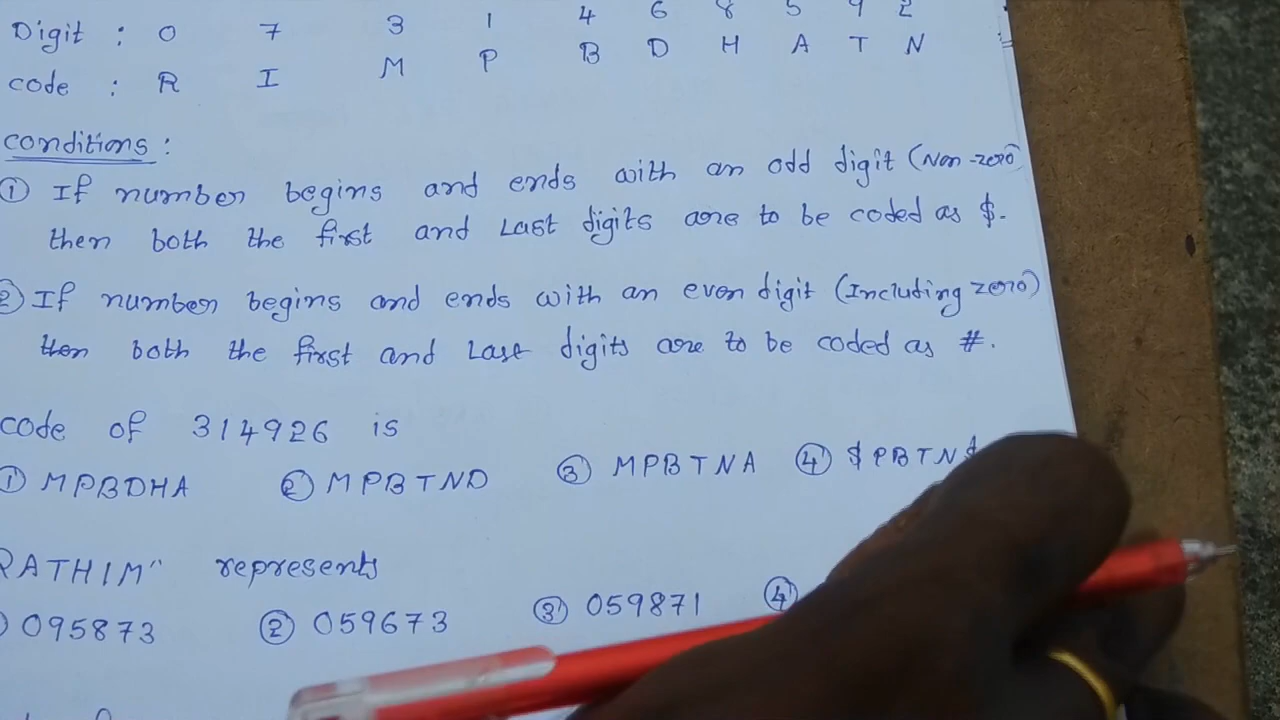 Digit : 0 7 3 1 4 6 8 5 9 2
code : R I M P B D H A T N
conditions :
① If number begins and ends with an odd digit (Non-zero)
then both the first and Last digits are to be coded as $.
② If number begins and ends with an even digit (Including zero)
then both the first and Last digits are to be coded as #.
code of 314926 is
① MPBDHA ② MPBTND ③ MPBTNA ④ $PBTN$
RATHIM" represents
095873 ② 059673 ③ 059871 ④